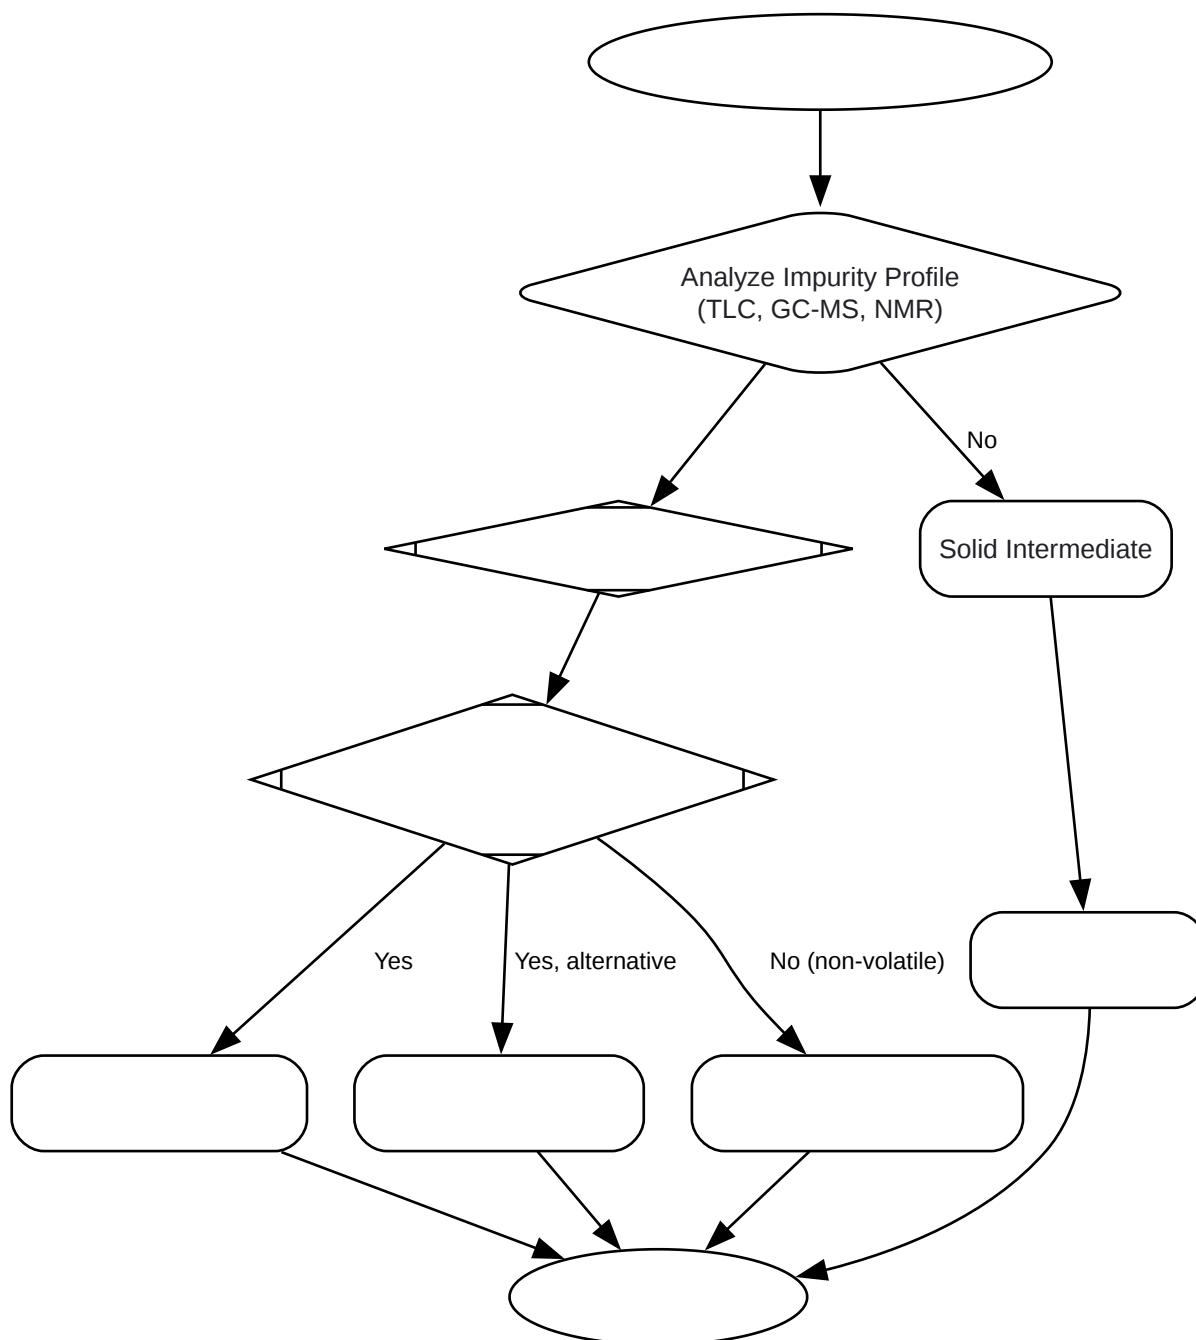 Analyze Impurity Profile
(TLC, GC-MS, NMR)
No
Solid Intermediate
Yes
Yes, alternative
No (non-volatile)